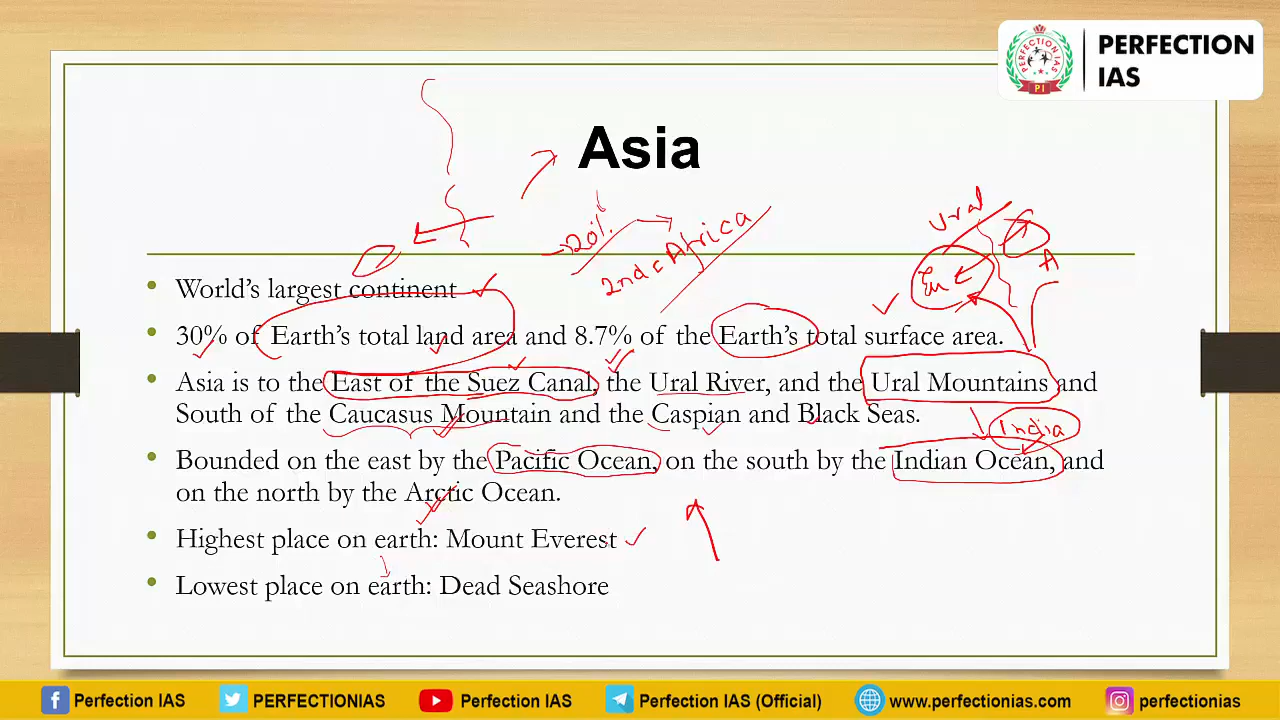 PERFECTION
IAS
PERFECTION IAS
PI
Asia
Ural
20%
2nd = Africa
Eu
A
• World's largest continent
• 30% of Earth's total land area and 8.7% of the Earth's total surface area.
• Asia is to the East of the Suez Canal, the Ural River, and the Ural Mountains and
South of the Caucasus Mountain and the Caspian and Black Seas.
India
• Bounded on the east by the Pacific Ocean, on the south by the Indian Ocean, and
on the north by the Arctic Ocean.
• Highest place on earth: Mount Everest
• Lowest place on earth: Dead Seashore
Perfection IAS PERFECTIONIAS Perfection IAS Perfection IAS (Official) www.perfectionias.com perfectionias